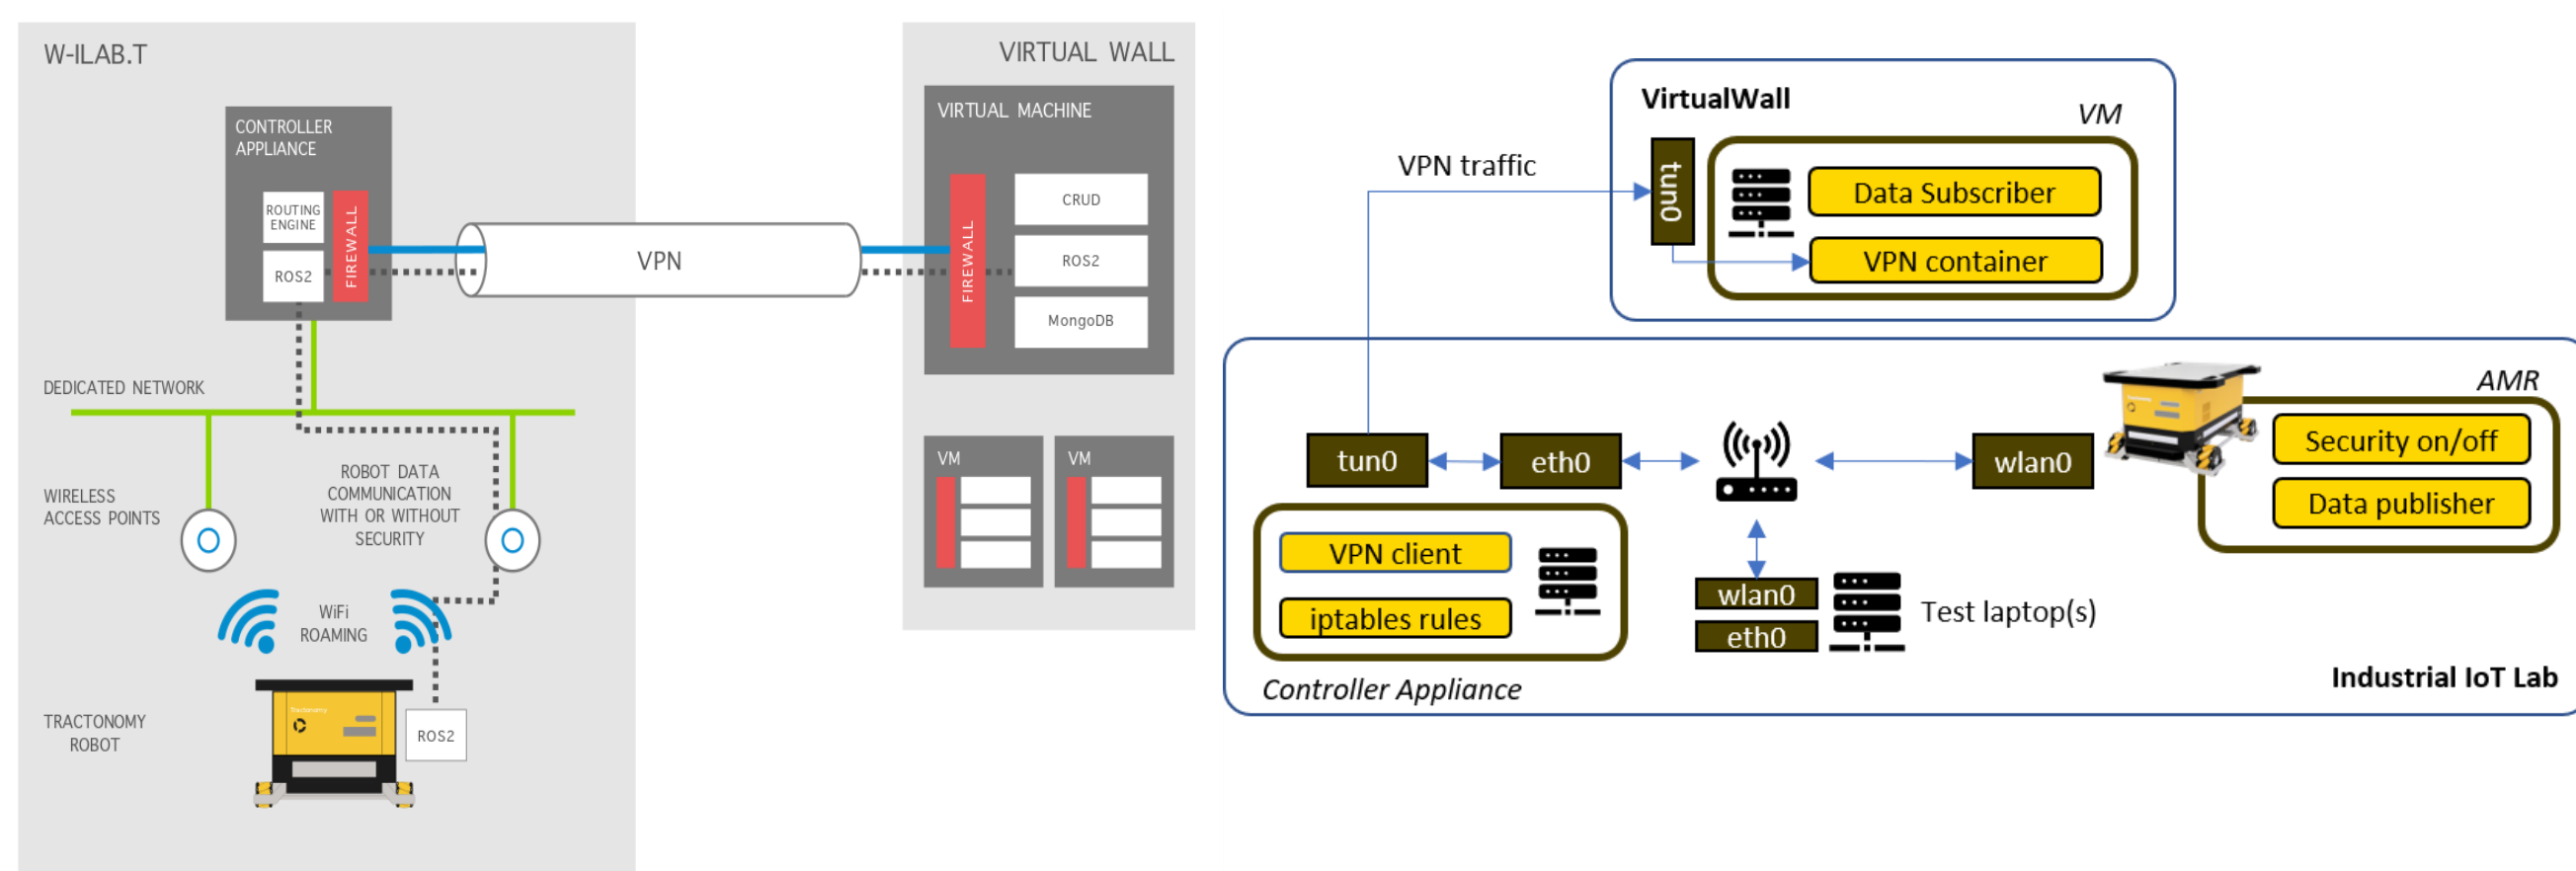 W-ILAB.T
CONTROLLER
APPLIANCE
ROUTING
ENGINE
ROS2
FIREWALL
VPN
DEDICATED NETWORK
WIRELESS
ACCESS POINTS
ROBOT DATA
COMMUNICATION
WITH OR WITHOUT
SECURITY
WiFi
ROAMING
TRACTONOMY
ROBOT
Tractonomy
ROS2
VIRTUAL WALL
VIRTUAL MACHINE
FIREWALL
CRUD
ROS2
MongoDB
VM
VM
VirtualWall
VM
VPN traffic
tun0
Data Subscriber
VPN container
AMR
Security on/off
Data publisher
tun0
eth0
wlan0
VPN client
iptables rules
Controller Appliance
wlan0
eth0
Test laptop(s)
Industrial IoT Lab